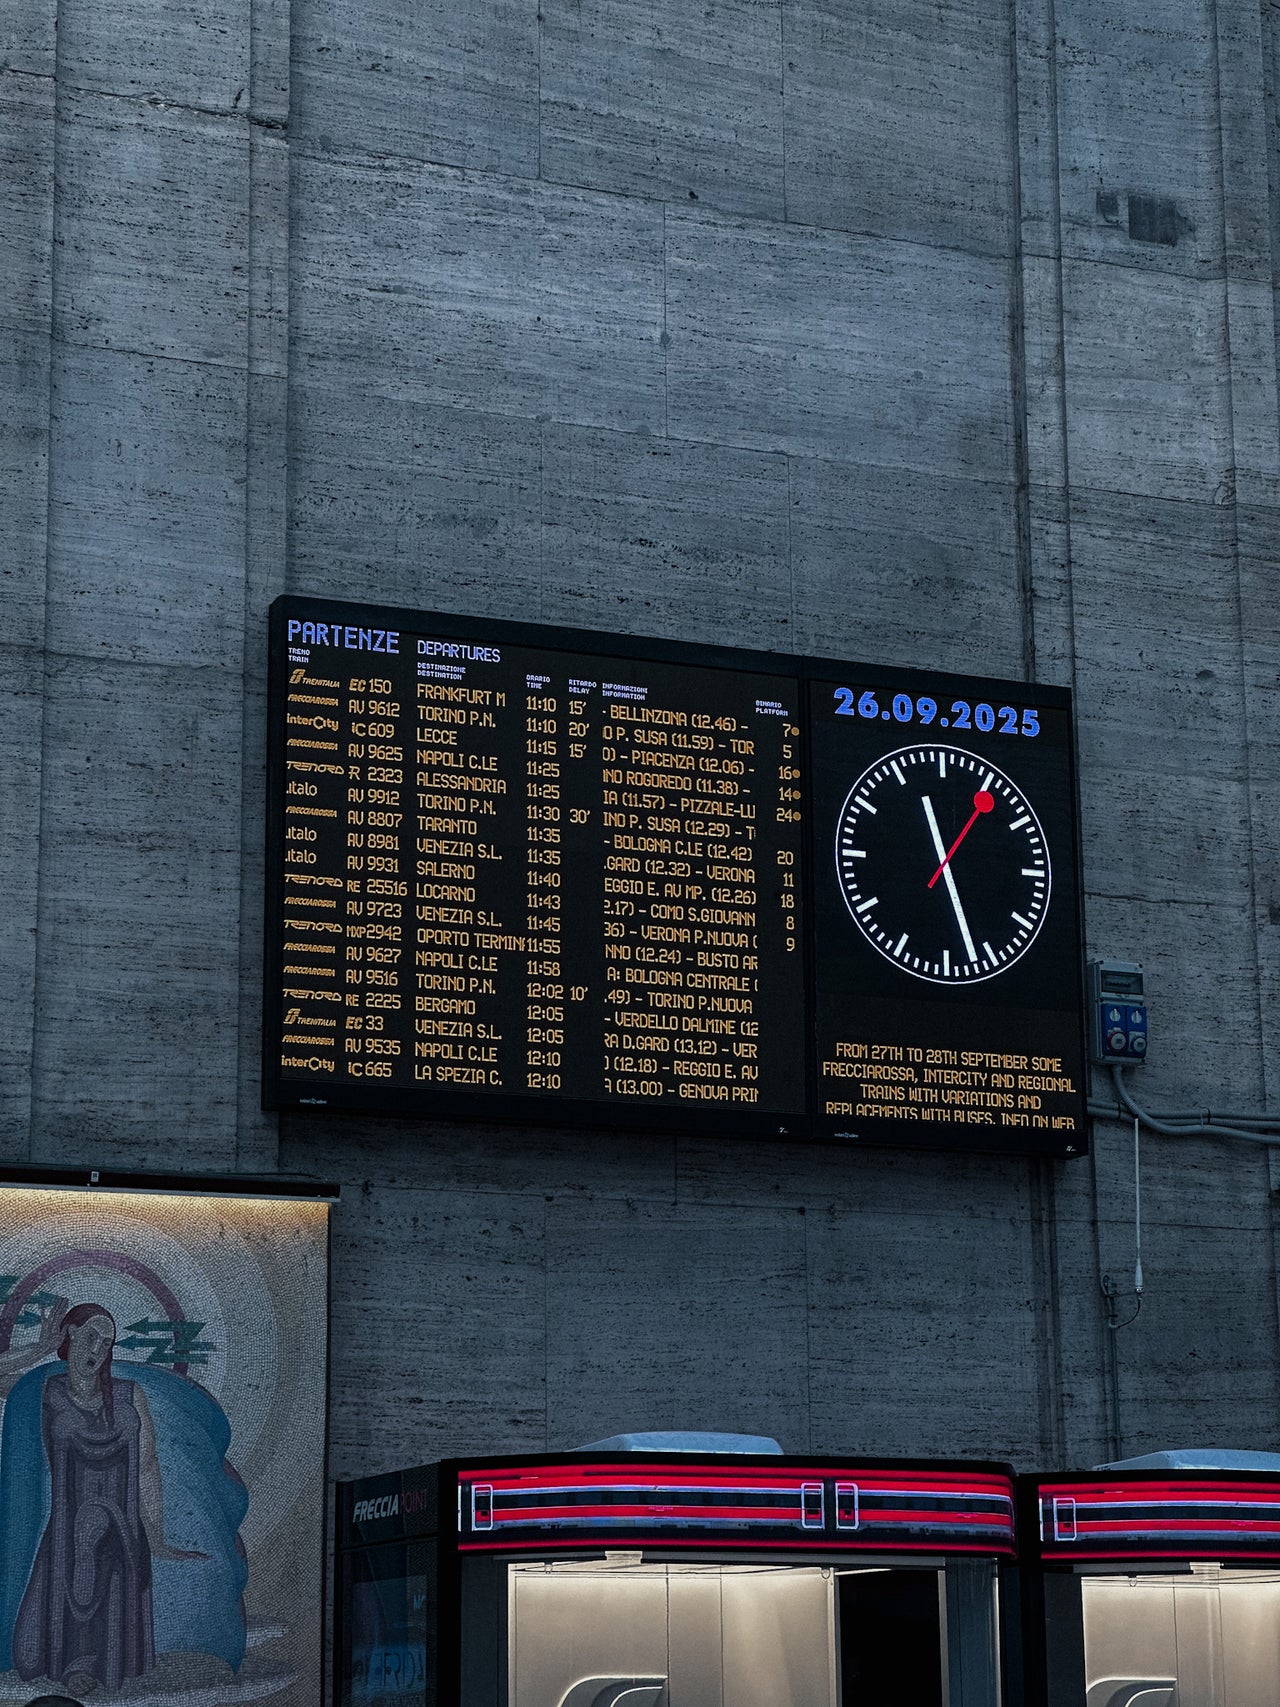 PARTENZE DEPARTURES
TRENO DESTINAZIONE ORARIO RITARDO INFORMAZIONE BINARIO
TRAIN DESTINATION TIME DELAY INFORMATION PLATFORM
TRENITALIA EC 150 FRANKFURT M 11:10 15' - BELLINZONA (12.46) - 7
FRECCIAROSSA AV 9612 TORINO P.N. 11:10 20' O P. SUSA (11.59) - TOR 5
interCity IC 609 LECCE 11:15 15' 0) - PIACENZA (12.06) - 16
FRECCIAROSSA AV 9625 NAPOLI C.LE 11:25 NO ROGOREDO (11.38) - 14
TRENORD R 2323 ALESSANDRIA 11:25 IA (11.57) - PIZZALE-LU 24
italo AV 9912 TORINO P.N. 11:30 30' INO P. SUSA (12.29) - T
FRECCIAROSSA AV 8807 TARANTO 11:35 - BOLOGNA C.LE (12.42) 20
italo AV 8981 VENEZIA S.L. 11:35 .GARD (12.32) - VERONA 11
italo AV 9931 SALERNO 11:40 EGGIO E. AV MP. (12.26) 18
TRENORD RE 25516 LOCARNO 11:43 2.17) - COMO S.GIOVANN 8
FRECCIAROSSA AV 9723 VENEZIA S.L. 11:45 36) - VERONA P.NUOVA ( 9
TRENORD MXP2942 OPORTO TERMIN 11:55 NNO (12.24) - BUSTO AR
FRECCIAROSSA AV 9627 NAPOLI C.LE 11:58 A: BOLOGNA CENTRALE (
FRECCIAROSSA AV 9516 TORINO P.N. 12:02 10' .49) - TORINO P.NUOVA
TRENORD RE 2225 BERGAMO 12:05 - VERDELLO DALMINE (12
TRENITALIA EC 33 VENEZIA S.L. 12:05 RA D.GARD (13.12) - VER
FRECCIAROSSA AV 9535 NAPOLI C.LE 12:10 ) (12.18) - REGGIO E. AV
interCity IC 665 LA SPEZIA C. 12:10 (13.00) - GENOVA PRI
26.09.2025
FROM 27TH TO 28TH SEPTEMBER SOME
FRECCIAROSSA, INTERCITY AND REGIONAL
TRAINS WITH VARIATIONS AND
REPLACEMENTS WITH BUSES. INFO ON WEB
FRECCIAPOINT